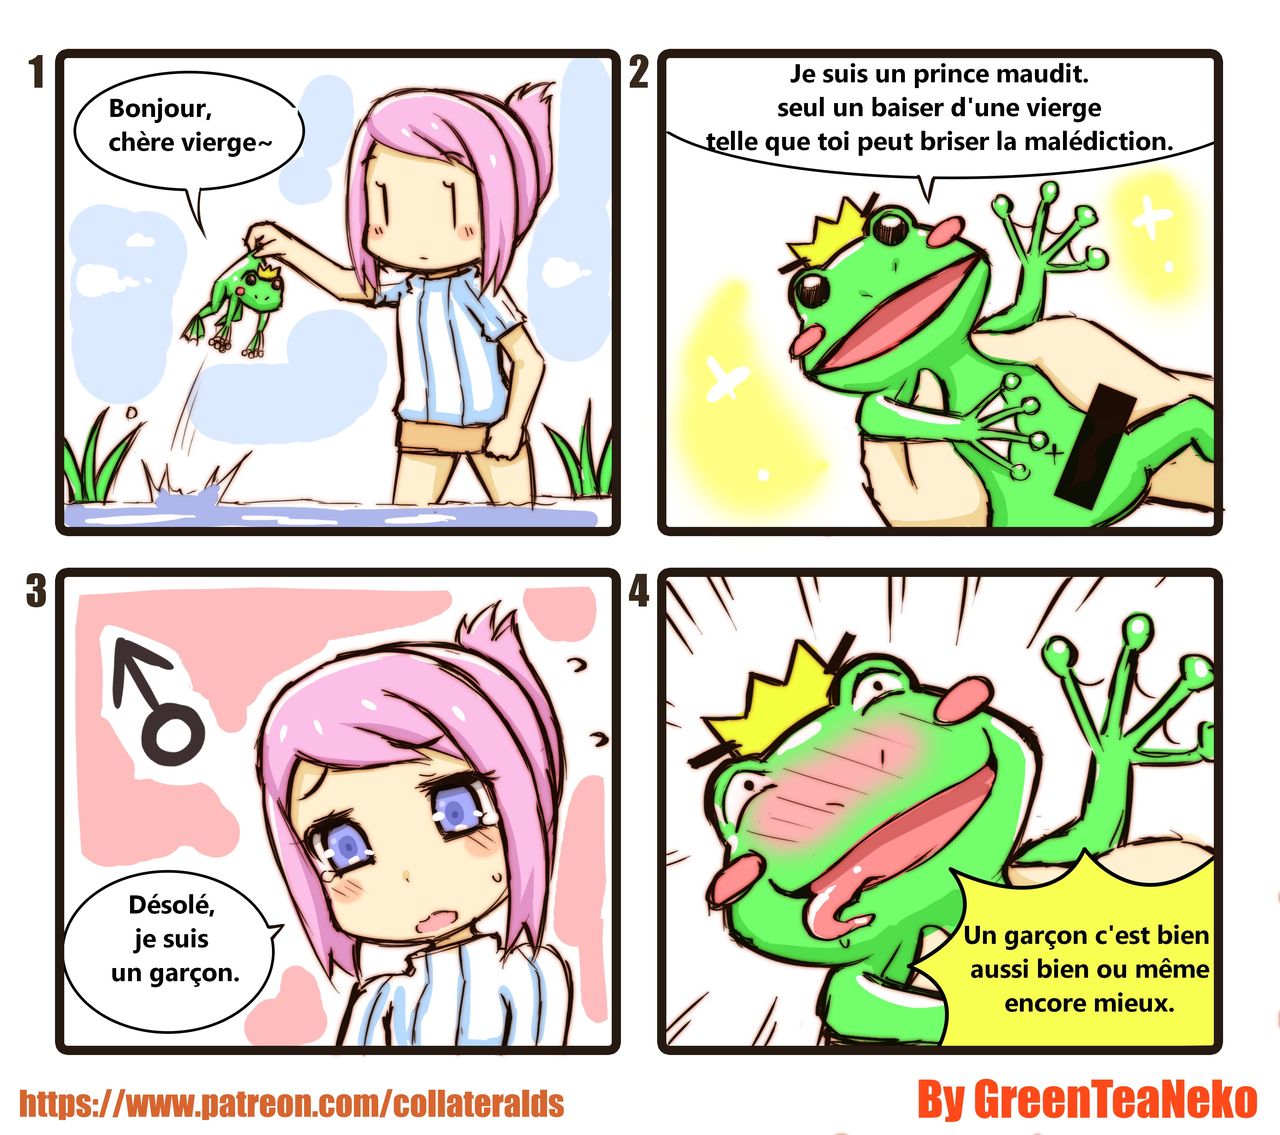 1
Bonjour,
chère vierge~
2
Je suis un prince maudit.
seul un baiser d'une vierge
telle que toi peut briser la malédiction.
3
Désolé,
je suis
un garçon.
4
Un garçon c'est bien
aussi bien ou même
encore mieux.
https://www.patreon.com/collateralds
By GreenTeaNeko